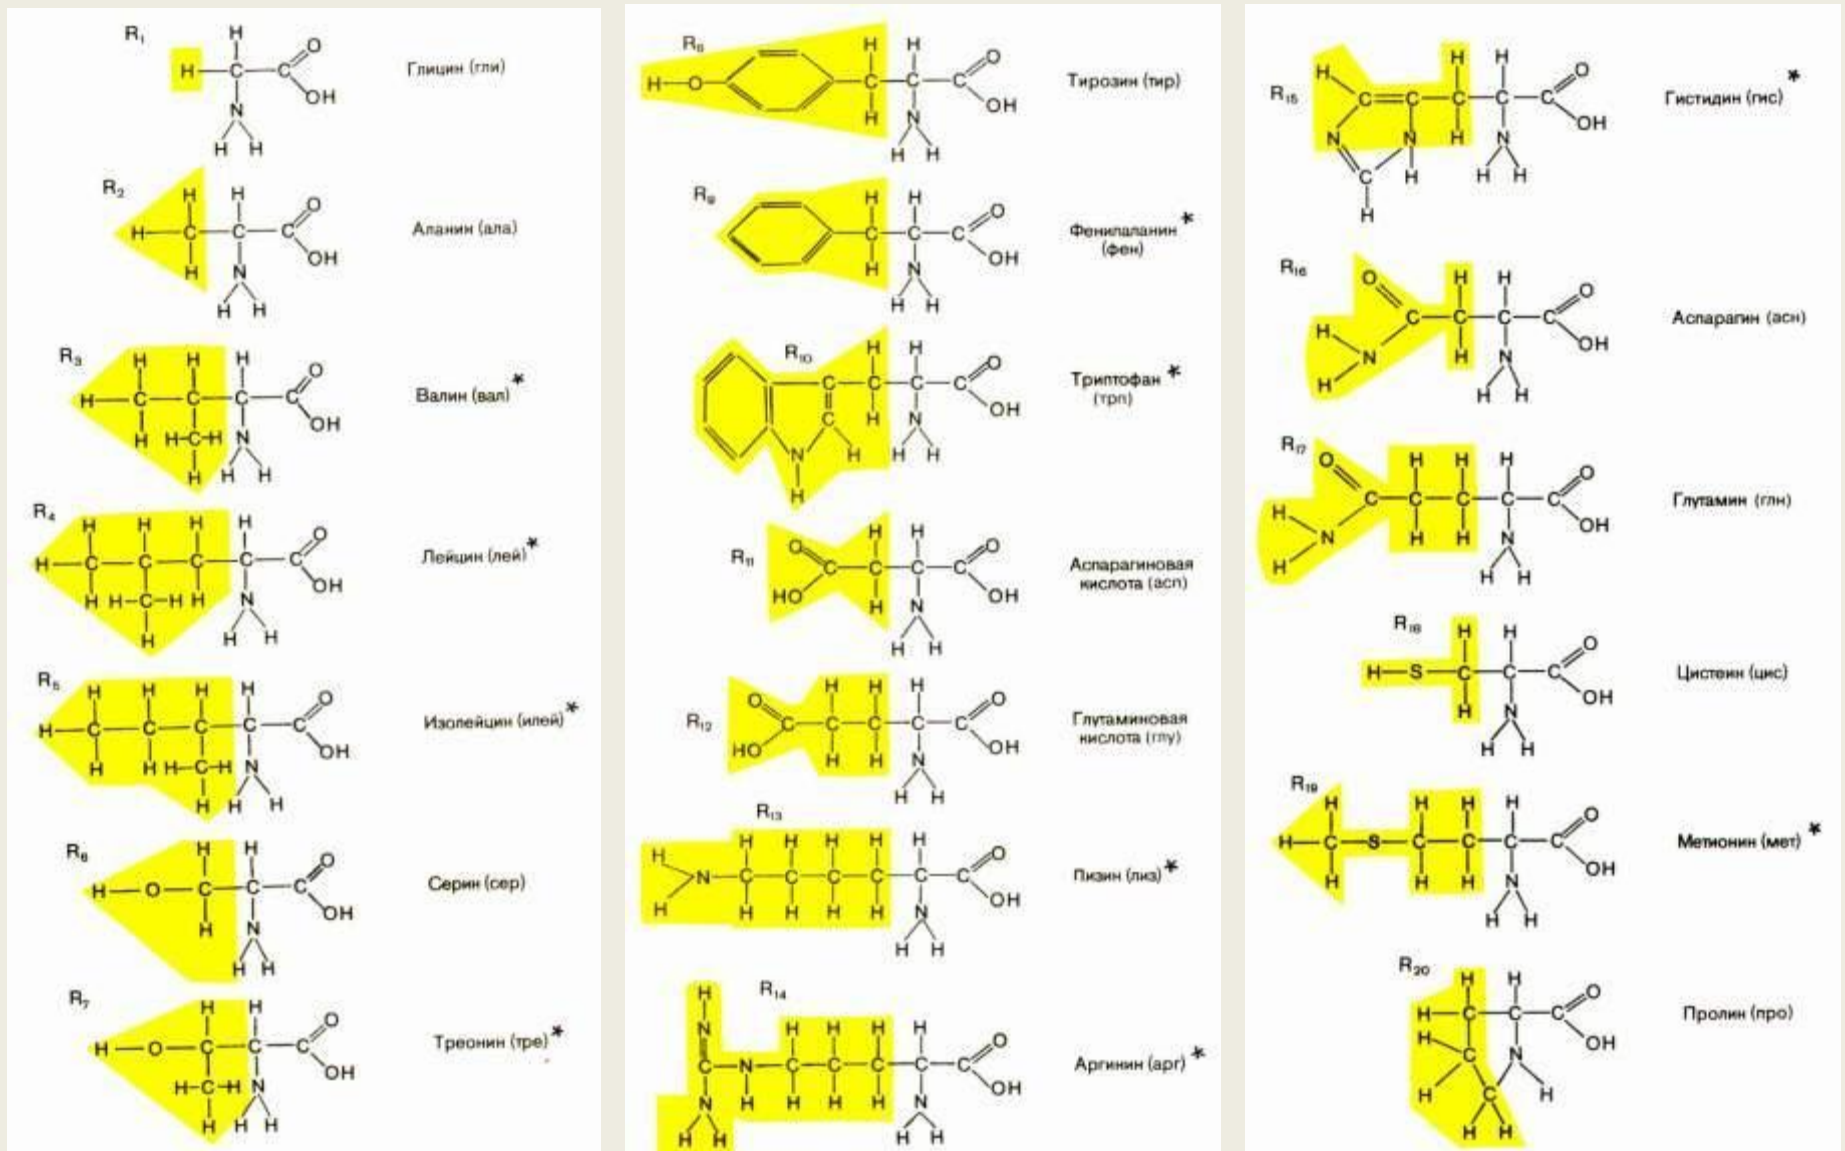 R₁
Глицин (гли)
R₂
Аланин (ала)
R₃
Валин (вал)*
R₄
Лейцин (лей)*
R₅
Изолейцин (илей)*
R₆
Серин (сер)
R₇
Треонин (тре)*
R₈
Тирозин (тир)
R₉
Фенилаланин*
(фен)
R₁₀
Триптофан*
(трп)
R₁₁
Аспарагиновая
кислота (асп)
R₁₂
Глутаминовая
кислота (глу)
R₁₃
Пизин (лиз)*
R₁₄
Аргинин (арг)*
R₁₅
Гистидин (гис)*
R₁₆
Аспарагин (асн)
R₁₇
Глутамин (глн)
R₁₈
Цистеин (цис)
R₁₉
Метионин (мет)*
R₂₀
Пролин (про)